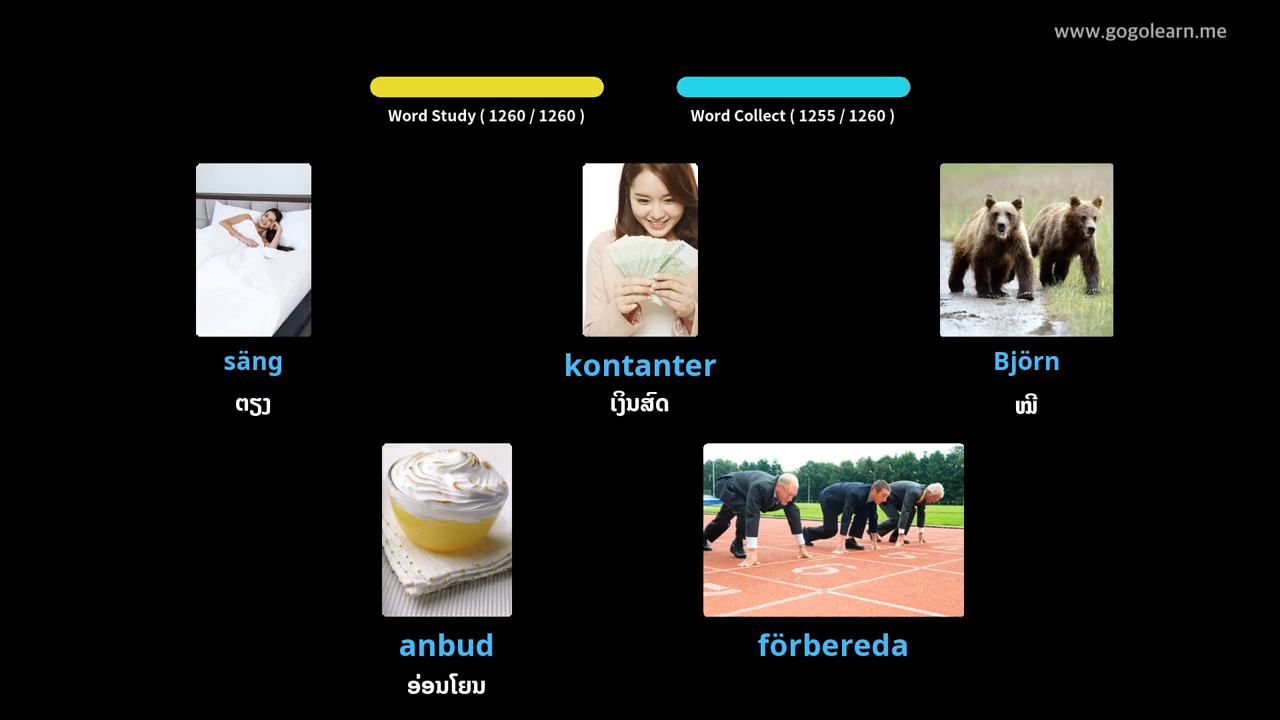 www.gogolearn.me
Word Study ( 1260 / 1260 )
Word Collect ( 1255 / 1260 )
säng
kontanter
Björn
ຕຽງ
ເງິນສົດ
ໝີ
anbud
förbereda
ອ່ອນໂຍນ